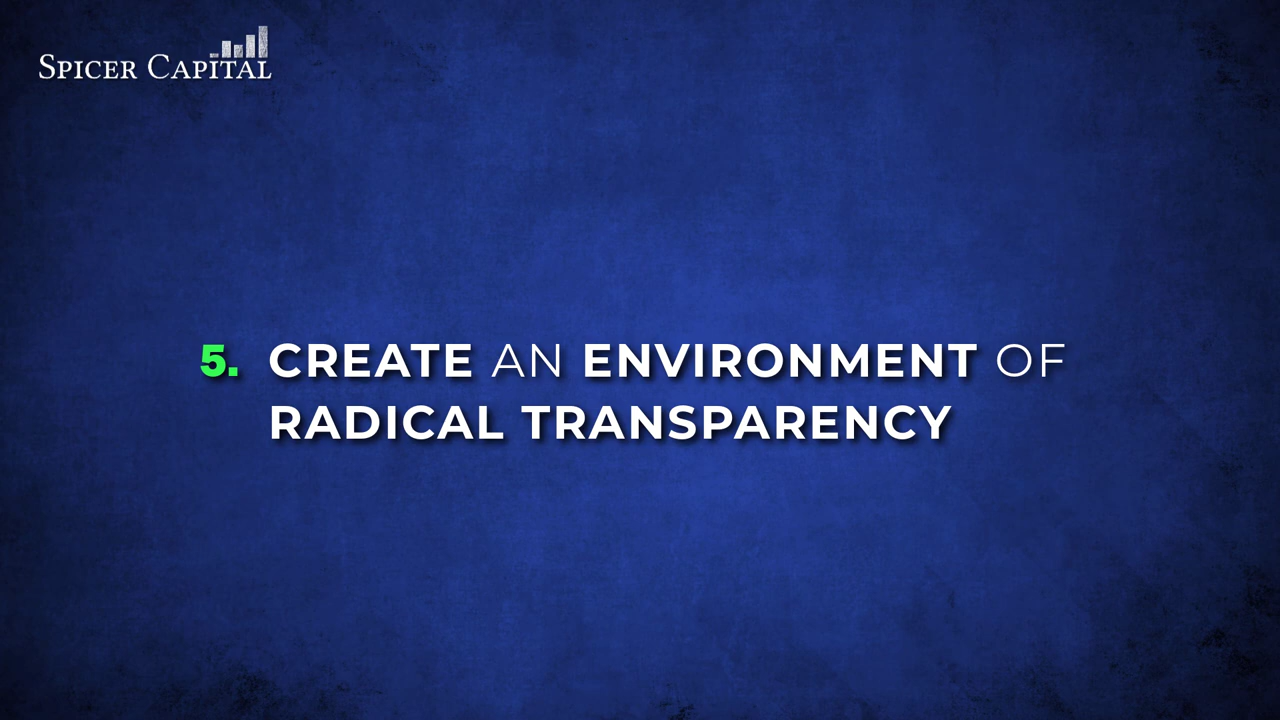 Spicer Capital
5. CREATE AN ENVIRONMENT OF
RADICAL TRANSPARENCY